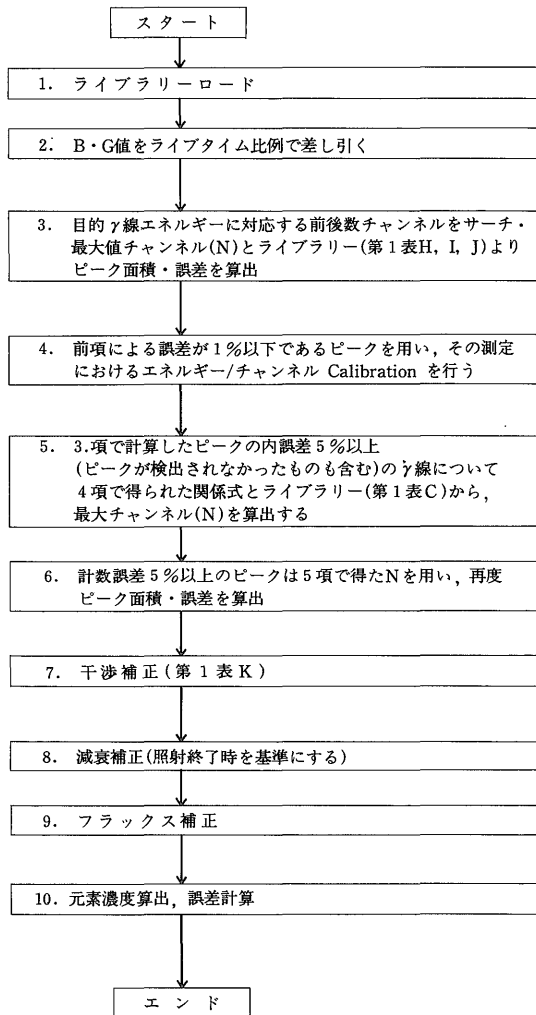 スタート
1. ライブラリーロード
2. B・G値をライブタイム比例で差し引く
3. 目的γ線エネルギーに対応する前後数チャンネルをサーチ・
最大値チャンネル(N)とライブラリー(第1表H, I, J)より
ピーク面積・誤差を算出
4. 前項による誤差が1%以下であるピークを用い,その測定
におけるエネルギー/チャンネル Calibration を行う
5. 3.項で計算したピークの内誤差5%以上
(ピークが検出されなかったものも含む)のγ線について
4項で得られた関係式とライブラリー(第1表C)から,
最大チャンネル(N)を算出する
6. 計数誤差5%以上のピークは5項で得たNを用い,再度
ピーク面積・誤差を算出
7. 干渉補正(第1表K)
8. 減衰補正(照射終了時を基準にする)
9. フラックス補正
10. 元素濃度算出,誤差計算
エンド